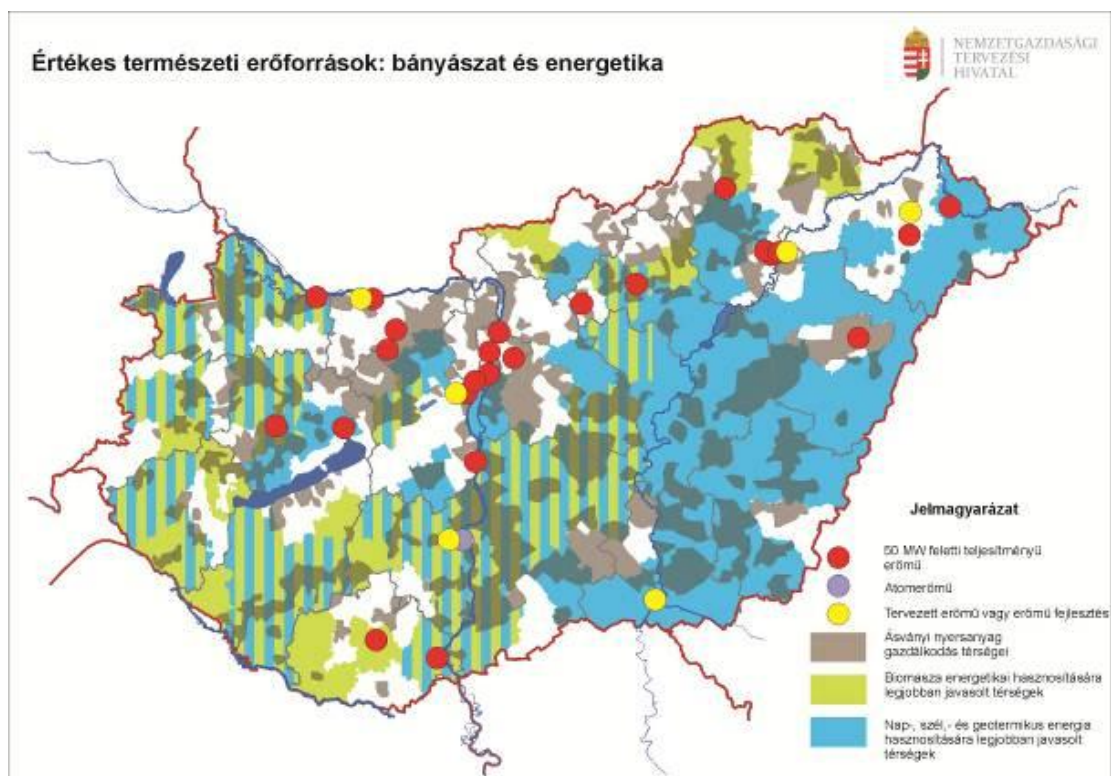 Értékes természeti erőforrások: bányászat és energetika
NEMZETGAZDASÁGI
TERVEZÉSI
HIVATAL
Jelmagyarázat
50 MW feletti teljesítményű
erőmű
Atomerőmű
Tervezett erőmű vagy erőmű fejlesztés
Ásványi nyersanyag
gazdálkodás térségei
Biomasza energetikai hasznosítására
legjobban javasolt térségek
Nap-, szél,- és geotermikus energia
hasznosítására legjobban javasolt
térségek